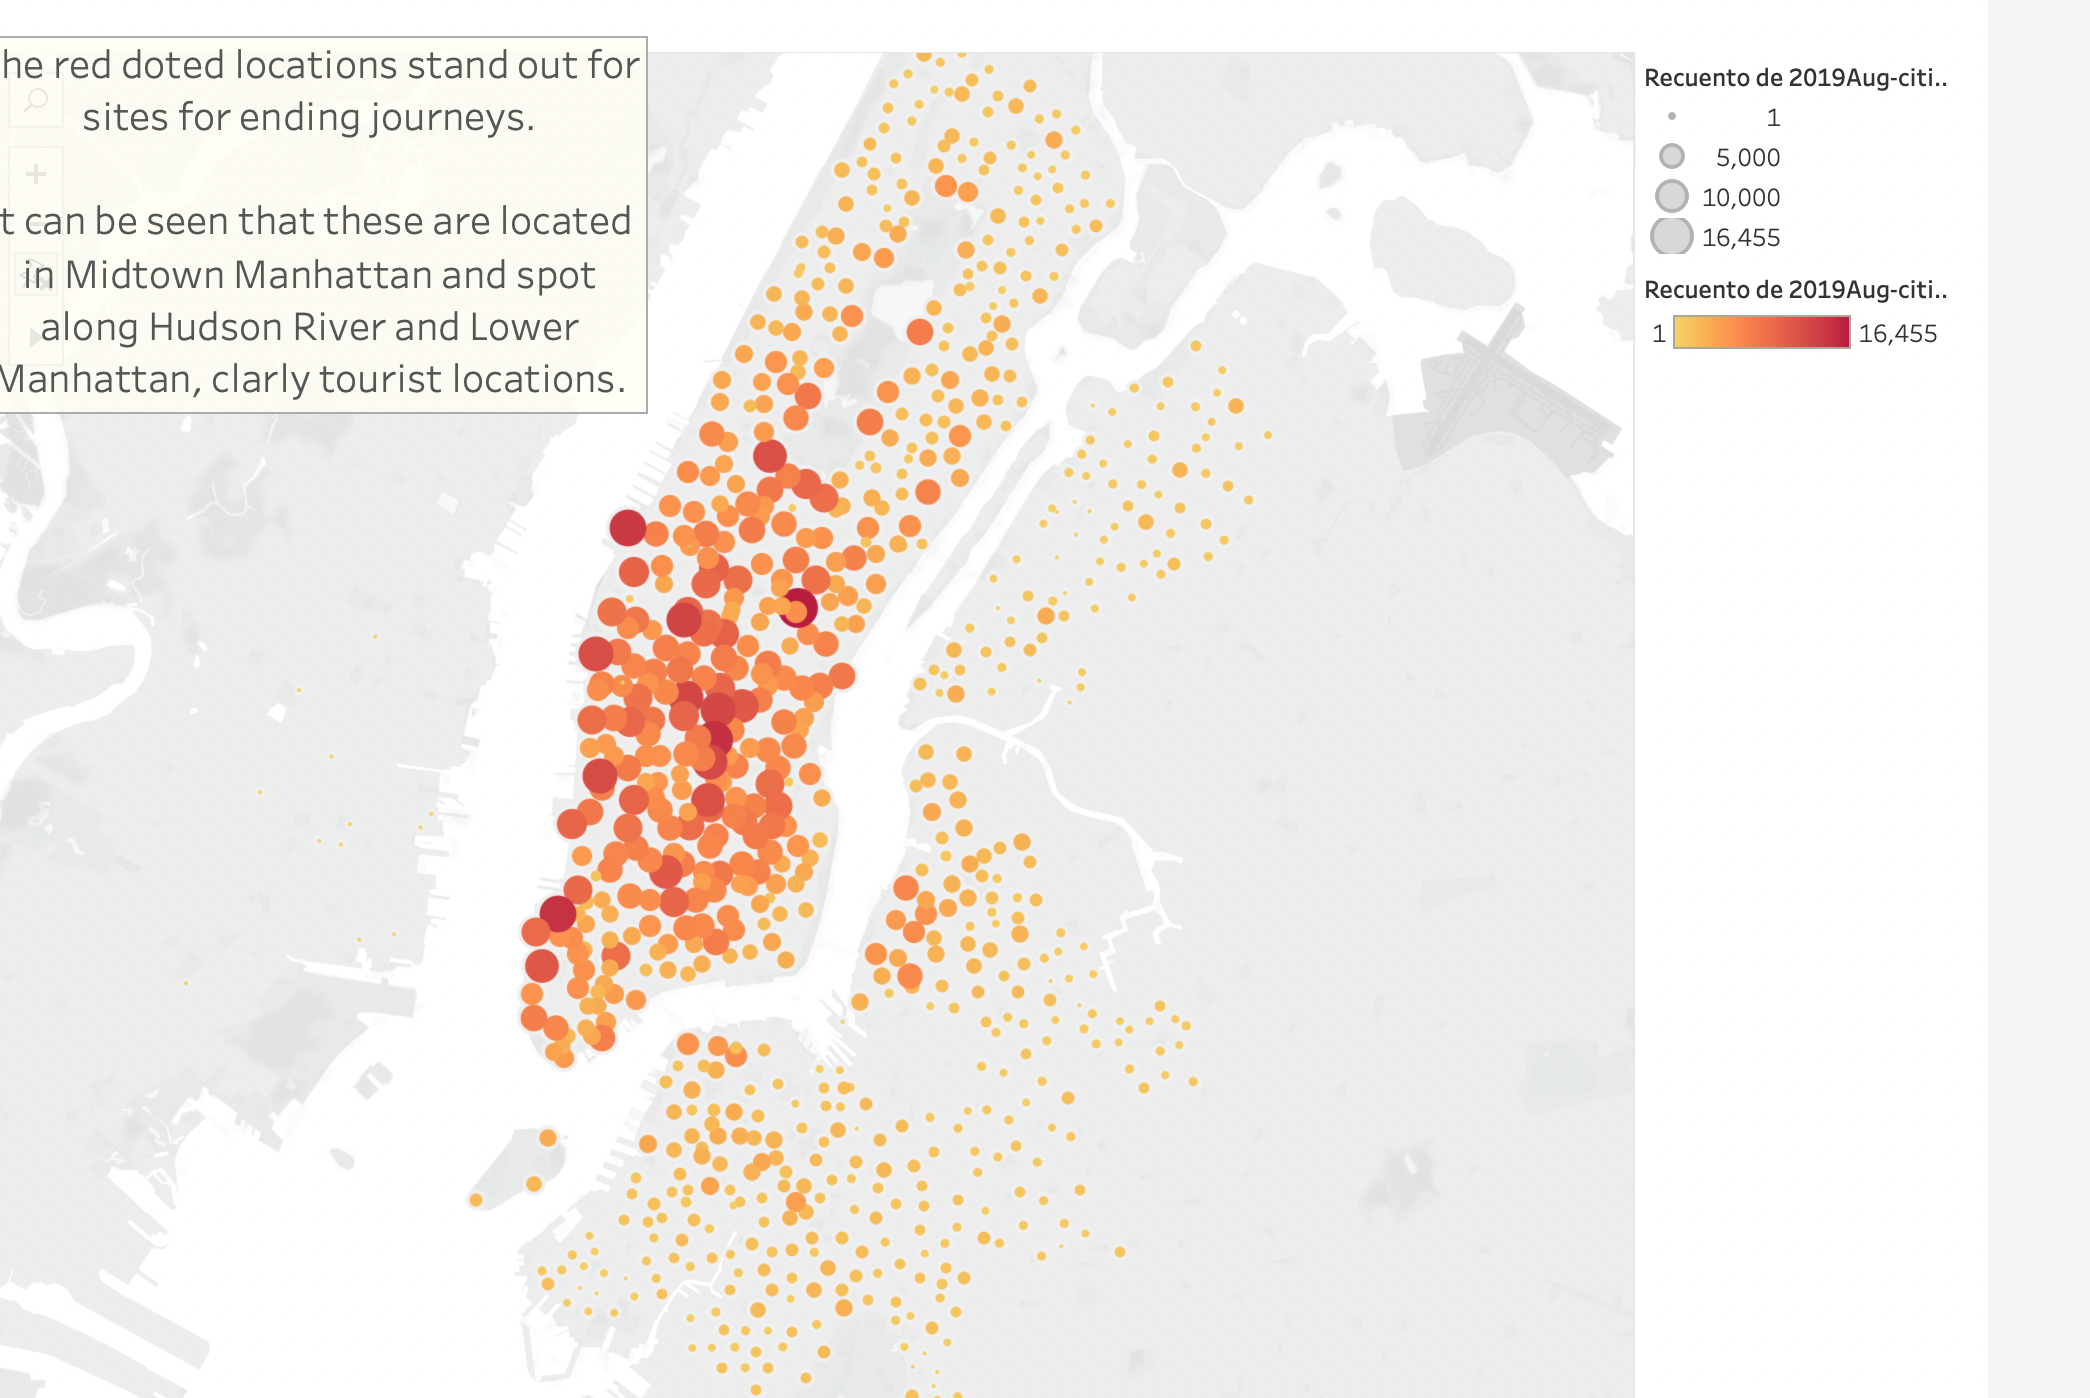 he red doted locations stand out for
sites for ending journeys.
t can be seen that these are located
in Midtown Manhattan and spot
along Hudson River and Lower
Manhattan, clarly tourist locations.
Recuento de 2019Aug-citi..
1
5,000
10,000
16,455
Recuento de 2019Aug-citi..
1 16,455